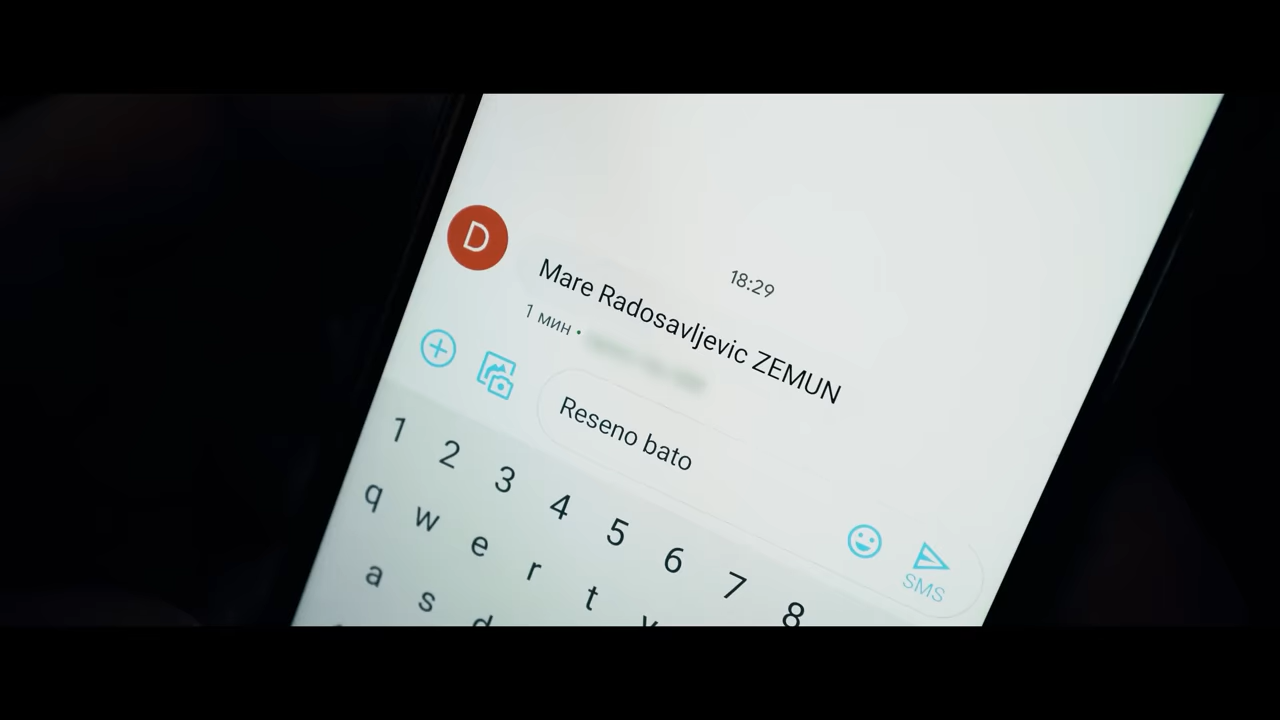 D
18:29
Mare Radosavljevic ZEMUN
1 мин •
Reseno bato
SMS
1 2 3 4 5 6 7 8
q w e r t
a s d